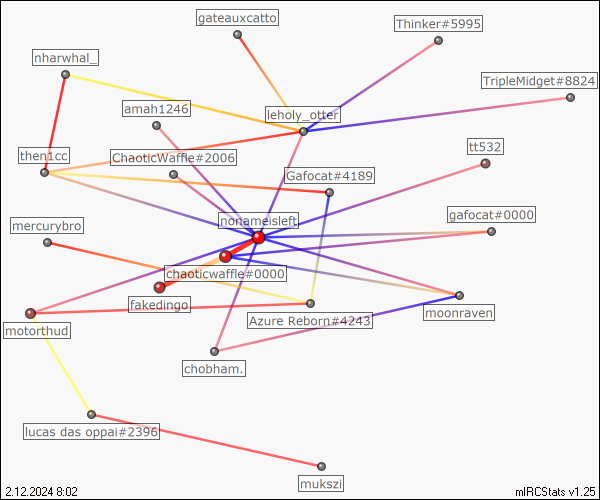 gateauxcatto
Thinker#5995
nharwhal_
TripleMidget#8824
amah1246
leholy_otter
tt532
then1cc
ChaoticWaffle#2006
Gafocat#4189
nonameisleft
gafocat#0000
mercurybro
chaoticwaffle#0000
fakedingo
moonraven
Azure Reborn#4243
motorthud
chobham.
lucas das oppai#2396
mukszi
2.12.2024 8:02
mIRCStats v1.25